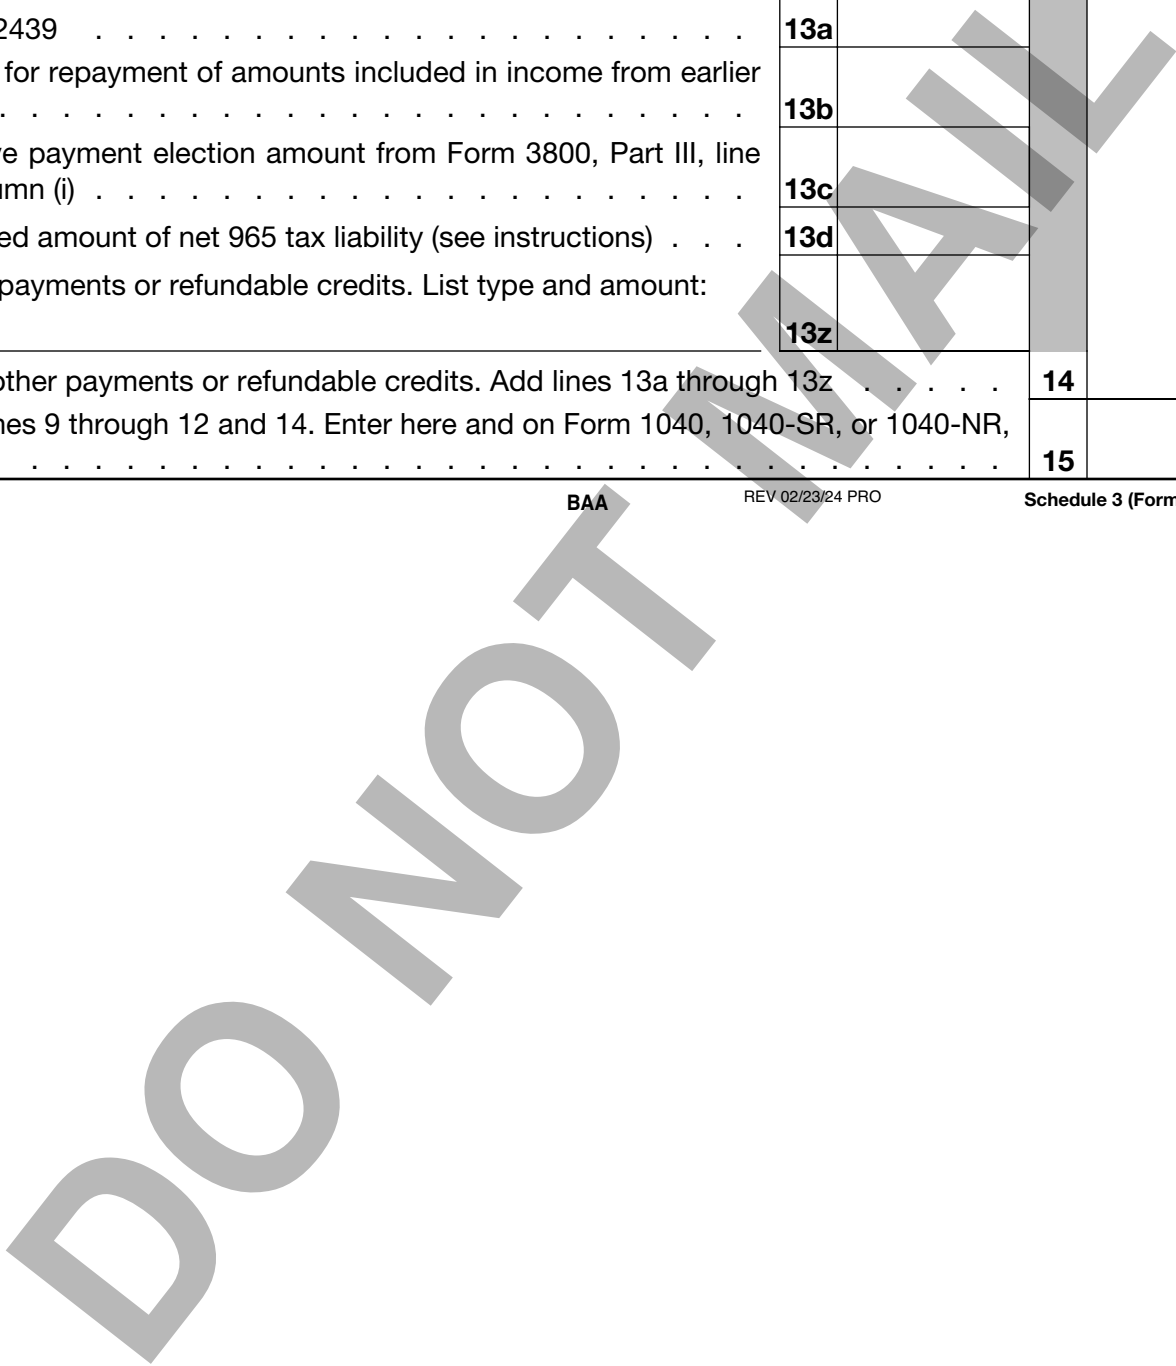 2439 . . . . . . . . . . . . . . . . . . . . . 13a
for repayment of amounts included in income from earlier
. . . . . . . . . . . . . . . . . . . . . . . . 13b
payment election amount from Form 3800, Part III, line
(i) . . . . . . . . . . . . . . . . . . . . 13c
amount of net 965 tax liability (see instructions) . . . 13d
payments or refundable credits. List type and amount:
13z
other payments or refundable credits. Add lines 13a through 13z . . . . . 14
9 through 12 and 14. Enter here and on Form 1040, 1040-SR, or 1040-NR,
. . . . . . . . . . . . . . . . . . . . . . . . . . . . . . . 15
BAA REV 02/23/24 PRO Schedule 3 (Form
DO NOT MAIL